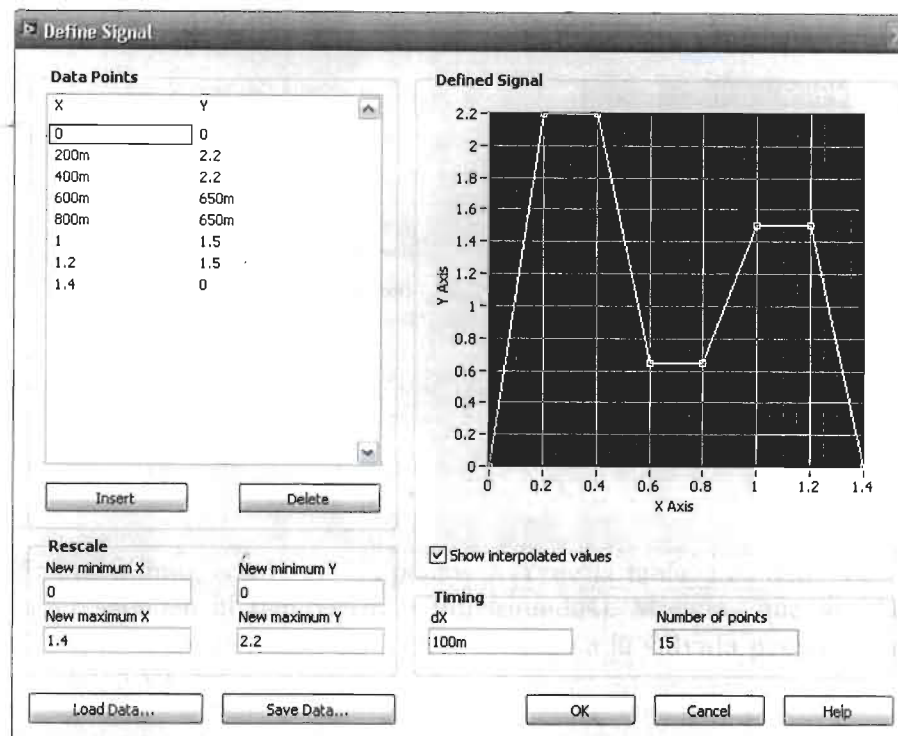 Define Signal
Data Points
X Y
0 0
200m 2.2
400m 2.2
600m 650m
800m 650m
1 1.5
1.2 1.5
1.4 0
Insert Delete
Rescale
New minimum X New minimum Y
0 0
New maximum X New maximum Y
1.4 2.2
Load Data... Save Data...
Defined Signal
2.2
2
1.8
1.6
1.4
1.2
1
0.8
0.6
0.4
0.2
0
Y Axis
0 0.2 0.4 0.6 0.8 1 1.2 1.4
X Axis
Show interpolated values
Timing
dX Number of points
100m 15
OK Cancel Help